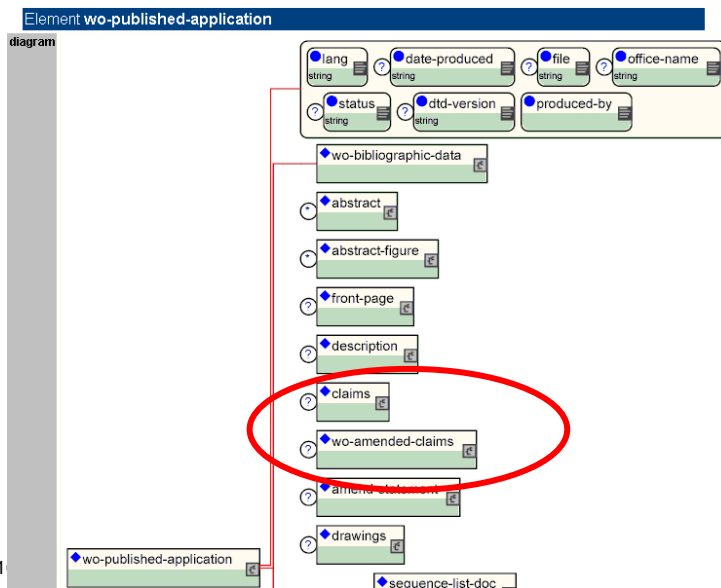 Element wo-published-application
diagram
lang ? date-produced ? file ? office-name
string string string string
? status ? dtd-version produced-by
string string
wo-bibliographic-data
* abstract
* abstract-figure
? front-page
? description
? claims
? wo-amended-claims
? amend-statement
? drawings
wo-published-application
sequence-list-doc